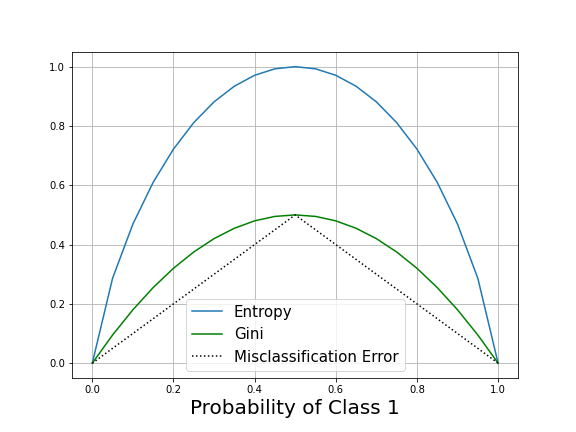 1.0
0.8
0.6
0.4
0.2
0.0
Entropy
Gini
Misclassification Error
0.0 0.2 0.4 0.6 0.8 1.0
Probability of Class 1